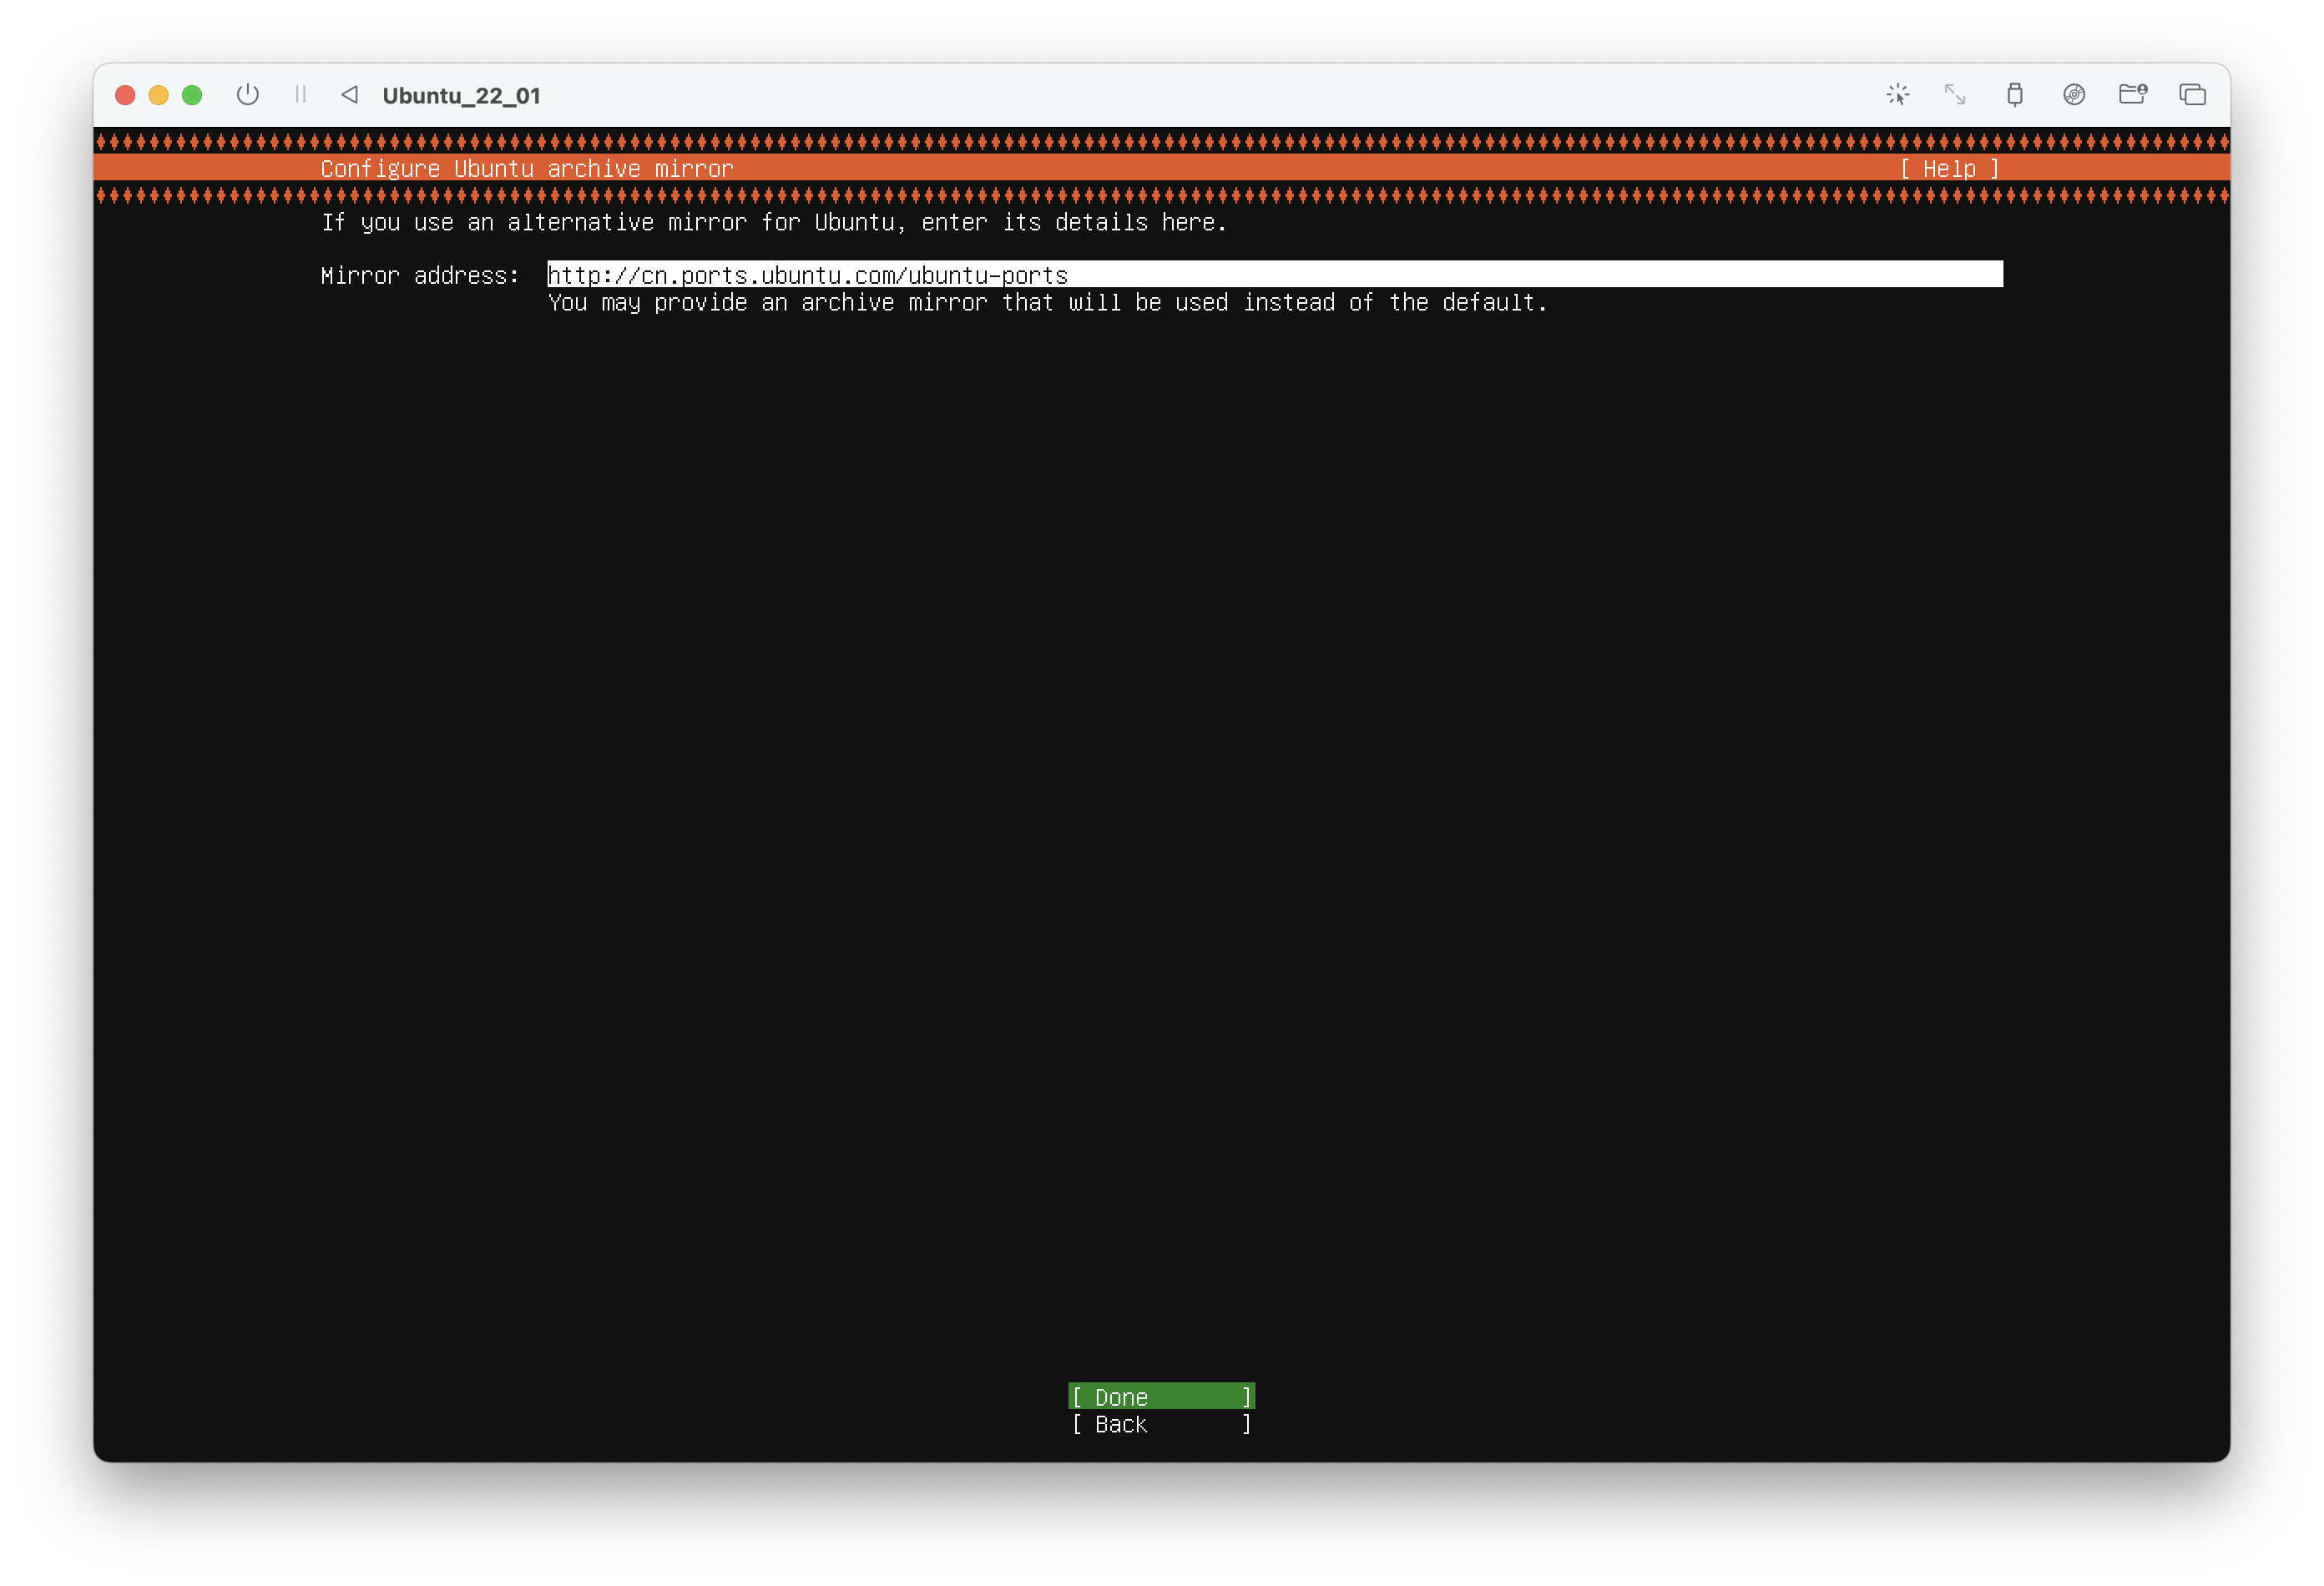 Ubuntu_22_01
Configure Ubuntu archive mirror [ Help ]
If you use an alternative mirror for Ubuntu, enter its details here.
Mirror address: http://cn.ports.ubuntu.com/ubuntu-ports
You may provide an archive mirror that will be used instead of the default.
[ Done ]
[ Back ]